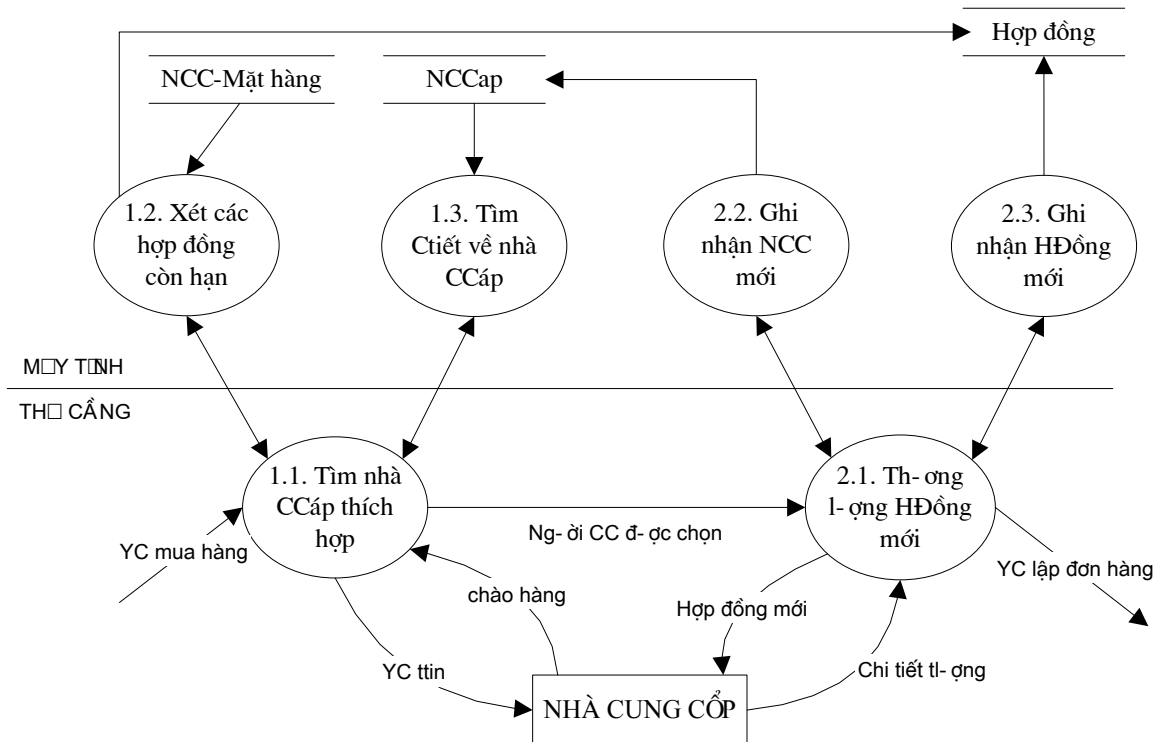 Hợp đồng
NCC-Mặt hàng
NCCap
1.2. Xét các
hợp đồng
còn hạn
1.3. Tìm
Ctiết về nhà
CCáp
2.2. Ghi
nhận NCC
mới
2.3. Ghi
nhận HĐồng
mới
M□Y T□NH
TH□ CẦNG
1.1. Tìm nhà
CCáp thích
hợp
2.1. Th- ơng
l- ợng HĐồng
mới
YC mua hàng
Ng- ời CC đ- ợc chọn
YC lập đơn hàng
chào hàng
Hợp đồng mới
YC ttin
Chi tiết tl- ợng
NHÀ CUNG CỔP